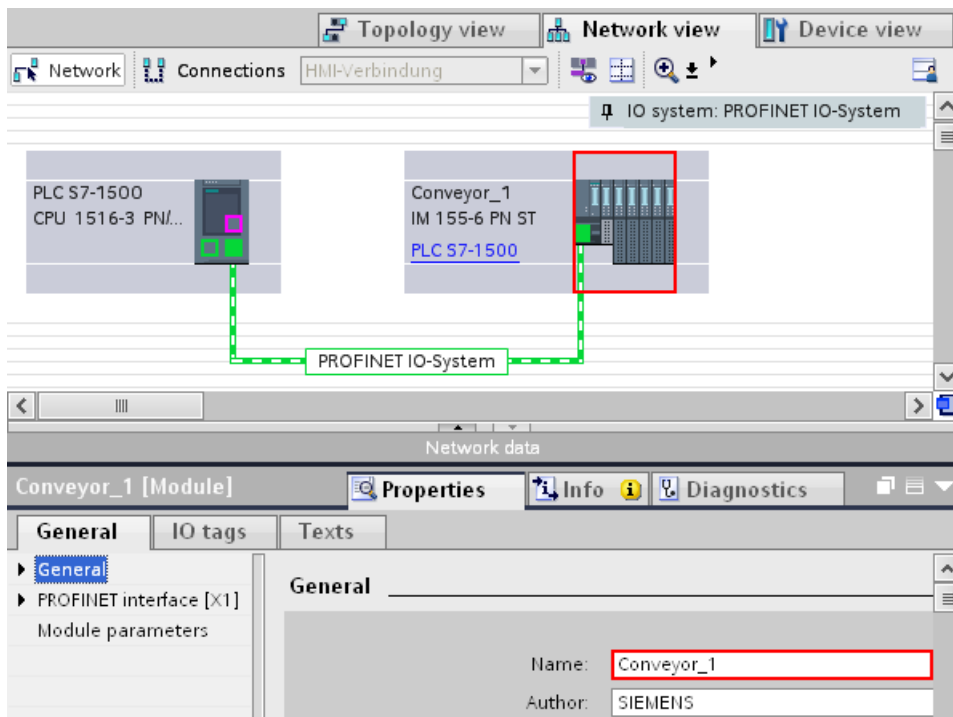 Topology view Network view Device view
Network Connections HMI-Verbindung
IO system: PROFINET IO-System
PLC S7-1500
CPU 1516-3 PN/...
Conveyor_1
IM 155-6 PN ST
PLC S7-1500
PROFINET IO-System
Network data
Conveyor_1 [Module] Properties Info Diagnostics
General IO tags Texts
General
PROFINET interface [X1]
Module parameters
General
Name: Conveyor_1
Author: SIEMENS